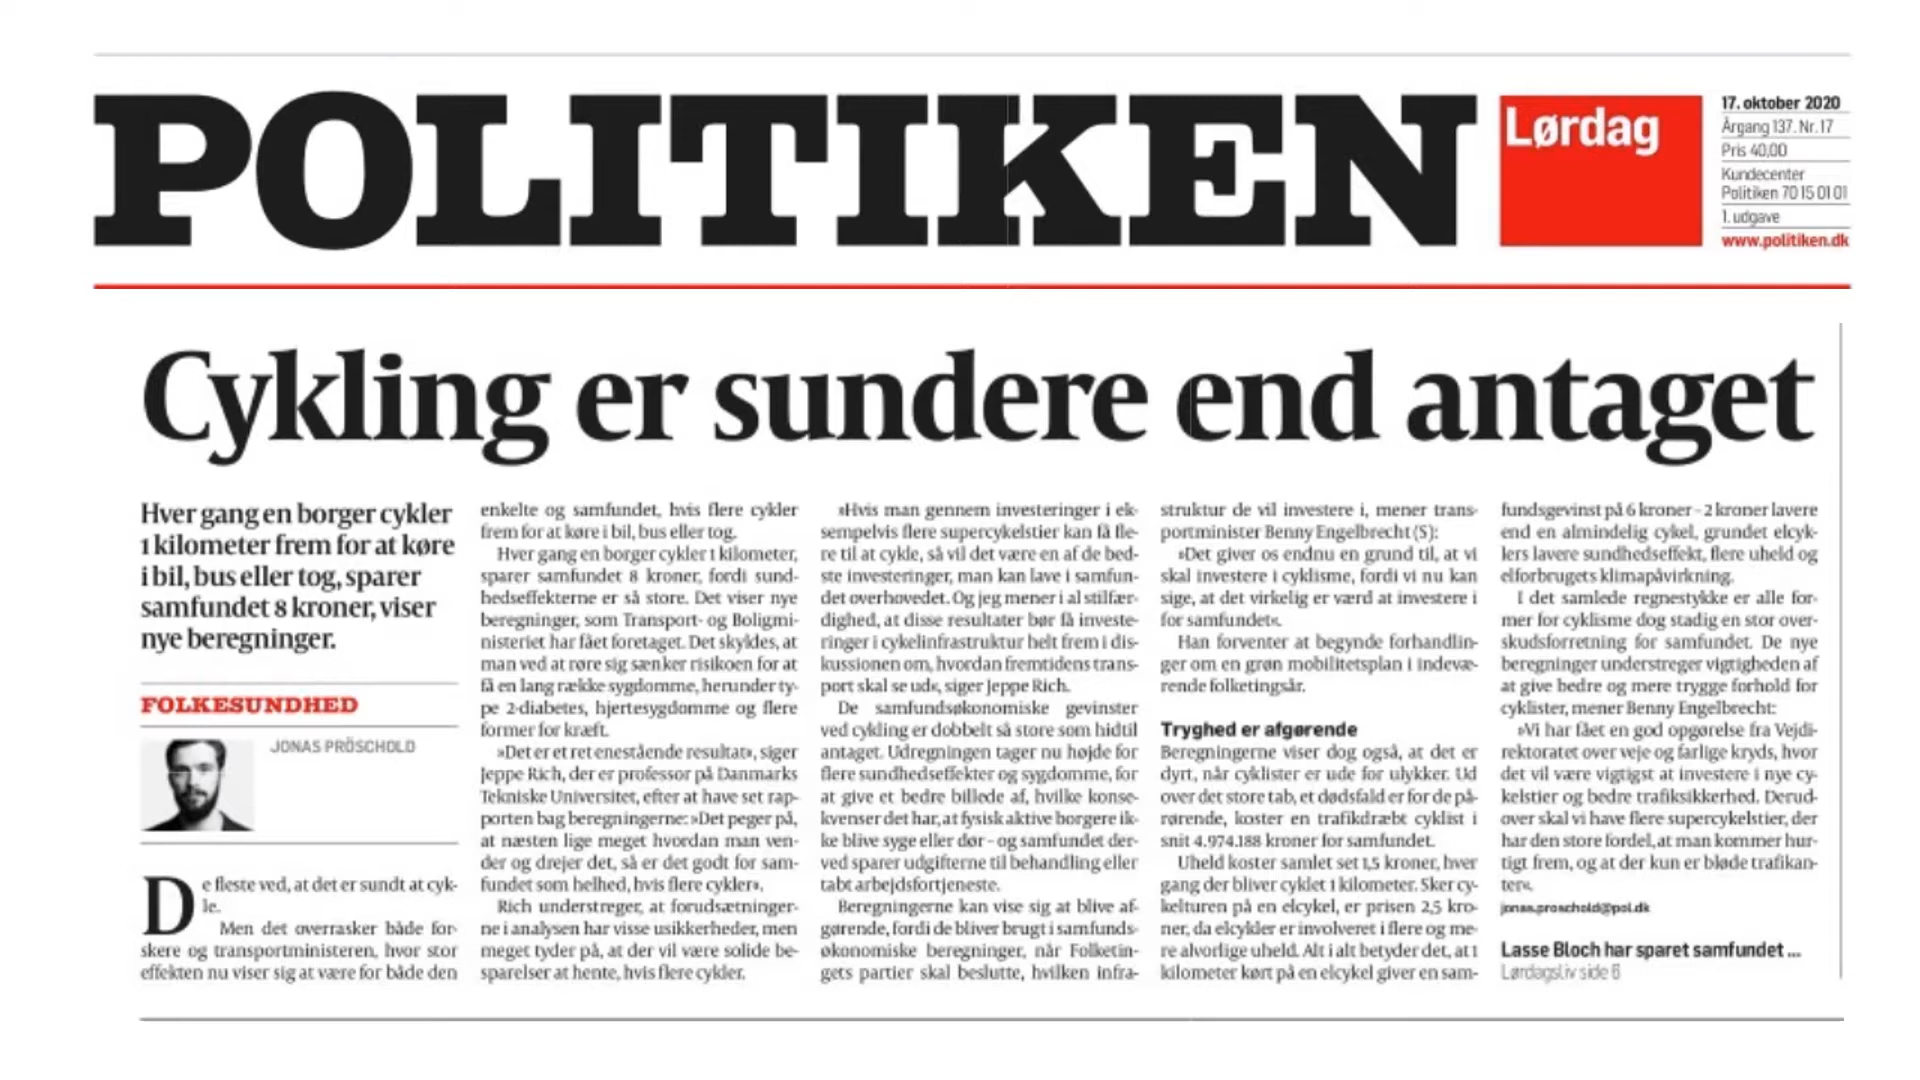 POLITIKEN
Lørdag
17. oktober 2020
Årgang 137. Nr. 17
Pris 40,00
Kundecenter
Politiken 70 15 01 01
1. udgave
www.politiken.dk
Cykling er sundere end antaget
Hver gang en borger cykler
1 kilometer frem for at køre
i bil, bus eller tog, sparer
samfundet 8 kroner, viser
nye beregninger.
FOLKESUNDHED
JONAS PRÖSCHOLD
De fleste ved, at det er sundt at cyk-
le.
Men det overrasker både for-
skere og transportministeren, hvor stor
effekten nu viser sig at være for både den
enkelte og samfundet, hvis flere cykler
frem for at køre i bil, bus eller tog.
Hver gang en borger cykler 1 kilometer,
sparer samfundet 8 kroner, fordi sund-
hedseffekterne er så store. Det viser nye
beregninger, som Transport- og Boligmi-
nisteriet har fået foretaget. Det skyldes, at
man ved at røre sig sænker risikoen for at
få en lang række sygdomme, herunder ty-
pe 2-diabetes, hjertesygdomme og flere
former for kræft.
»Det er et ret enestående resultat«, siger
Jeppe Rich, der er professor på Danmarks
Tekniske Universitet, efter at have set rap-
porten bag beregningerne: »Det peger på,
at næsten lige meget hvordan man ven-
der og drejer det, så er det godt for sam-
fundet som helhed, hvis flere cykler«.
Rich understreger, at forudsætninger-
ne i analysen har visse usikkerheder, men
meget tyder på, at der vil være solide be-
sparelser at hente, hvis flere cykler.
»Hvis man gennem investeringer i ek-
sempelvis flere supercykelstier kan få fle-
re til at cykle, så vil det være en af de bed-
ste investeringer, man kan lave i samfun-
det overhovedet. Og jeg mener i al stilfær-
dighed, at disse resultater bør få investe-
ringer i cykelinfrastruktur helt frem i dis-
kussionen om, hvordan fremtidens trans-
port skal se ud«, siger Jeppe Rich.
De samfundsøkonomiske gevinster
ved cykling er dobbelt så store som hidtil
antaget. Udregningen tager nu højde for
flere sundhedseffekter og sygdomme, for
at give et bedre billede af, hvilke konse-
kvenser det har, at fysisk aktive borgere ik-
ke blive syge eller dør – og samfundet der-
ved sparer udgifterne til behandling eller
tabt arbejdsfortjeneste.
Beregningerne kan vise sig at blive af-
gørende, fordi de bliver brugt i samfunds-
økonomiske beregninger, når Folketin-
gets partier skal beslutte, hvilken infra-
struktur de vil investere i, mener trans-
portminister Benny Engelbrecht (S):
»Det giver os endnu en grund til, at vi
skal investere i cyklisme, fordi vi nu kan
sige, at det virkelig er værd at investere i
for samfundet«.
Han forventer at begynde forhandlin-
ger om en grøn mobilitetsplan i indevæ-
rende folketingsår.
Tryghed er afgørende
Beregningerne viser dog også, at det er
dyrt, når cyklister er ude for ulykker. Ud
over det store tab, et dødsfald er for de på-
rørende, koster en trafikdræbt cyklist i
snit 4.974.188 kroner for samfundet.
Uheld koster samlet set 1,5 kroner, hver
gang der bliver cyklet 1 kilometer. Sker cy-
kelturen på en elcykel, er prisen 2,5 kro-
ner, da elcykler er involveret i flere og me-
re alvorlige uheld. Alt i alt betyder det, at 1
kilometer kørt på en elcykel giver en sam-
fundsgevinst på 6 kroner – 2 kroner lavere
end en almindelig cykel, grundet elcyk-
lers lavere sundhedseffekt, flere uheld og
elforbrugets klimapåvirkning.
I det samlede regnestykke er alle for-
mer for cyklisme dog stadig en stor over-
skudsforretning for samfundet. De nye
beregninger understreger vigtigheden af
at give bedre og mere trygge forhold for
cyklister, mener Benny Engelbrecht:
»Vi har fået en god opgørelse fra Vejdi-
rektoratet over veje og farlige kryds, hvor
det vil være vigtigst at investere i nye cy-
kelstier og bedre trafiksikkerhed. Derud-
over skal vi have flere supercykelstier, der
har den store fordel, at man kommer hur-
tigt frem, og at der kun er bløde trafikan-
ter«.
jonas.proschold@pol.dk
Lasse Bloch har sparet samfundet ...
LørdagsLiv side 6